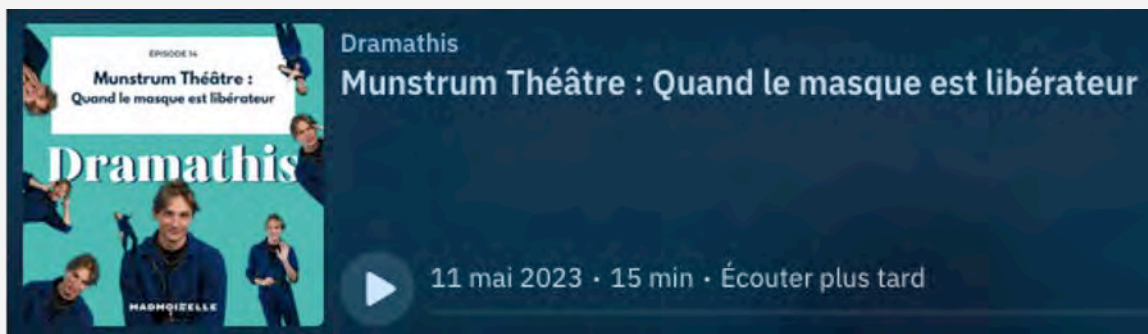 ÉPISODE 14
Munstrum Théâtre :
Quand le masque est libérateur
Dramathis
MADMOIZELLE
Dramathis
Munstrum Théâtre : Quand le masque est libérateur
11 mai 2023 · 15 min · Écouter plus tard